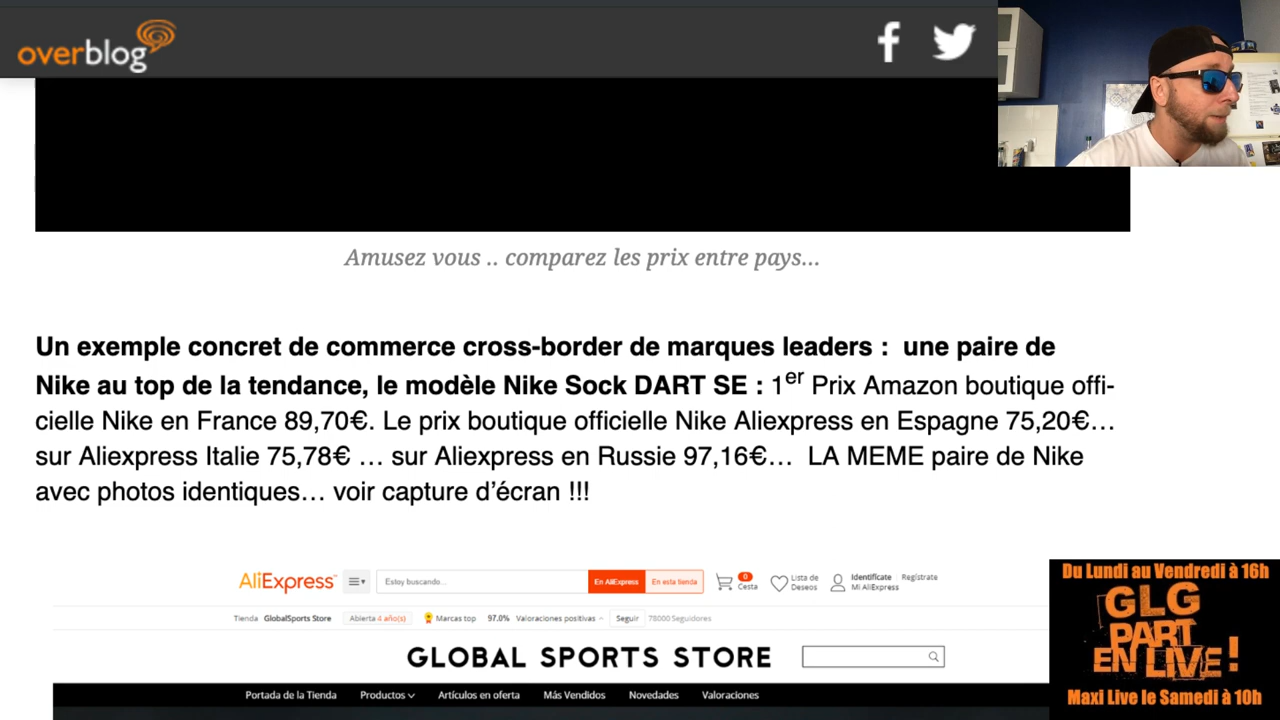 overblog
Amusez vous .. comparez les prix entre pays...
Un exemple concret de commerce cross-border de marques leaders : une paire de
Nike au top de la tendance, le modèle Nike Sock DART SE : 1er Prix Amazon boutique offi-
cielle Nike en France 89,70€. Le prix boutique officielle Nike Aliexpress en Espagne 75,20€…
sur Aliexpress Italie 75,78€ … sur Aliexpress en Russie 97,16€… LA MEME paire de Nike
avec photos identiques… voir capture d’écran !!!
AliExpress
Estoy buscando...
En AliExpress
En esta tienda
0
Cesta
Lista de
Deseos
Identifícate
Regístrate
Mi AliExpress
Tienda GlobalSports Store
Abierta 4 año(s)
Marcas top
97.0% Valoraciones positivas
Seguir
78000 Seguidores
GLOBAL SPORTS STORE
Portada de la Tienda
Productos
Artículos en oferta
Más Vendidos
Novedades
Valoraciones
Du Lundi au Vendredi à 16h
GLG
PART
EN LIVE !
Maxi Live le Samedi à 10h